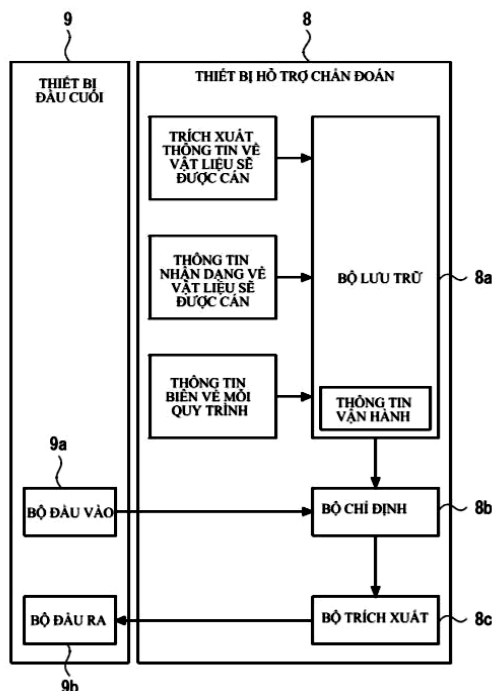 9
8
THIẾT BỊ
ĐẦU CUỐI
THIẾT BỊ HỖ TRỢ CHẨN ĐOÁN
TRÍCH XUẤT
THÔNG TIN VỀ
VẬT LIỆU SẼ
ĐƯỢC CÁN
THÔNG TIN
NHẬN DẠNG VỀ
VẬT LIỆU SẼ
ĐƯỢC CÁN
BỘ LƯU TRỮ
8a
THÔNG TIN
BIÊN VỀ MỖI
QUY TRÌNH
THÔNG TIN
VẬN HÀNH
9a
BỘ ĐẦU VÀO
BỘ CHỈ ĐỊNH
8b
BỘ ĐẦU RA
BỘ TRÍCH XUẤT
8c
9b